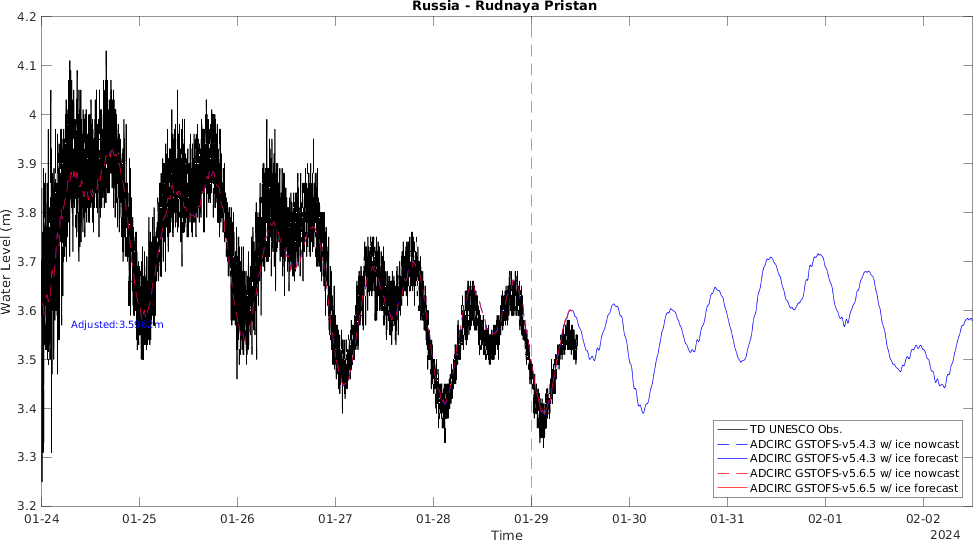 Russia - Rudnaya Pristan
4.2
4.1
4
3.9
3.8
3.7
3.6
3.5
3.4
3.3
3.2
Water Level (m)
TD UNESCO Obs.
ADCIRC GSTOFS-v5.4.3 w/ ice nowcast
ADCIRC GSTOFS-v5.4.3 w/ ice forecast
ADCIRC GSTOFS-v5.6.5 w/ ice nowcast
ADCIRC GSTOFS-v5.6.5 w/ ice forecast
01-24 01-25 01-26 01-27 01-28 01-29 01-30 01-31 02-01 02-02
Time
2024